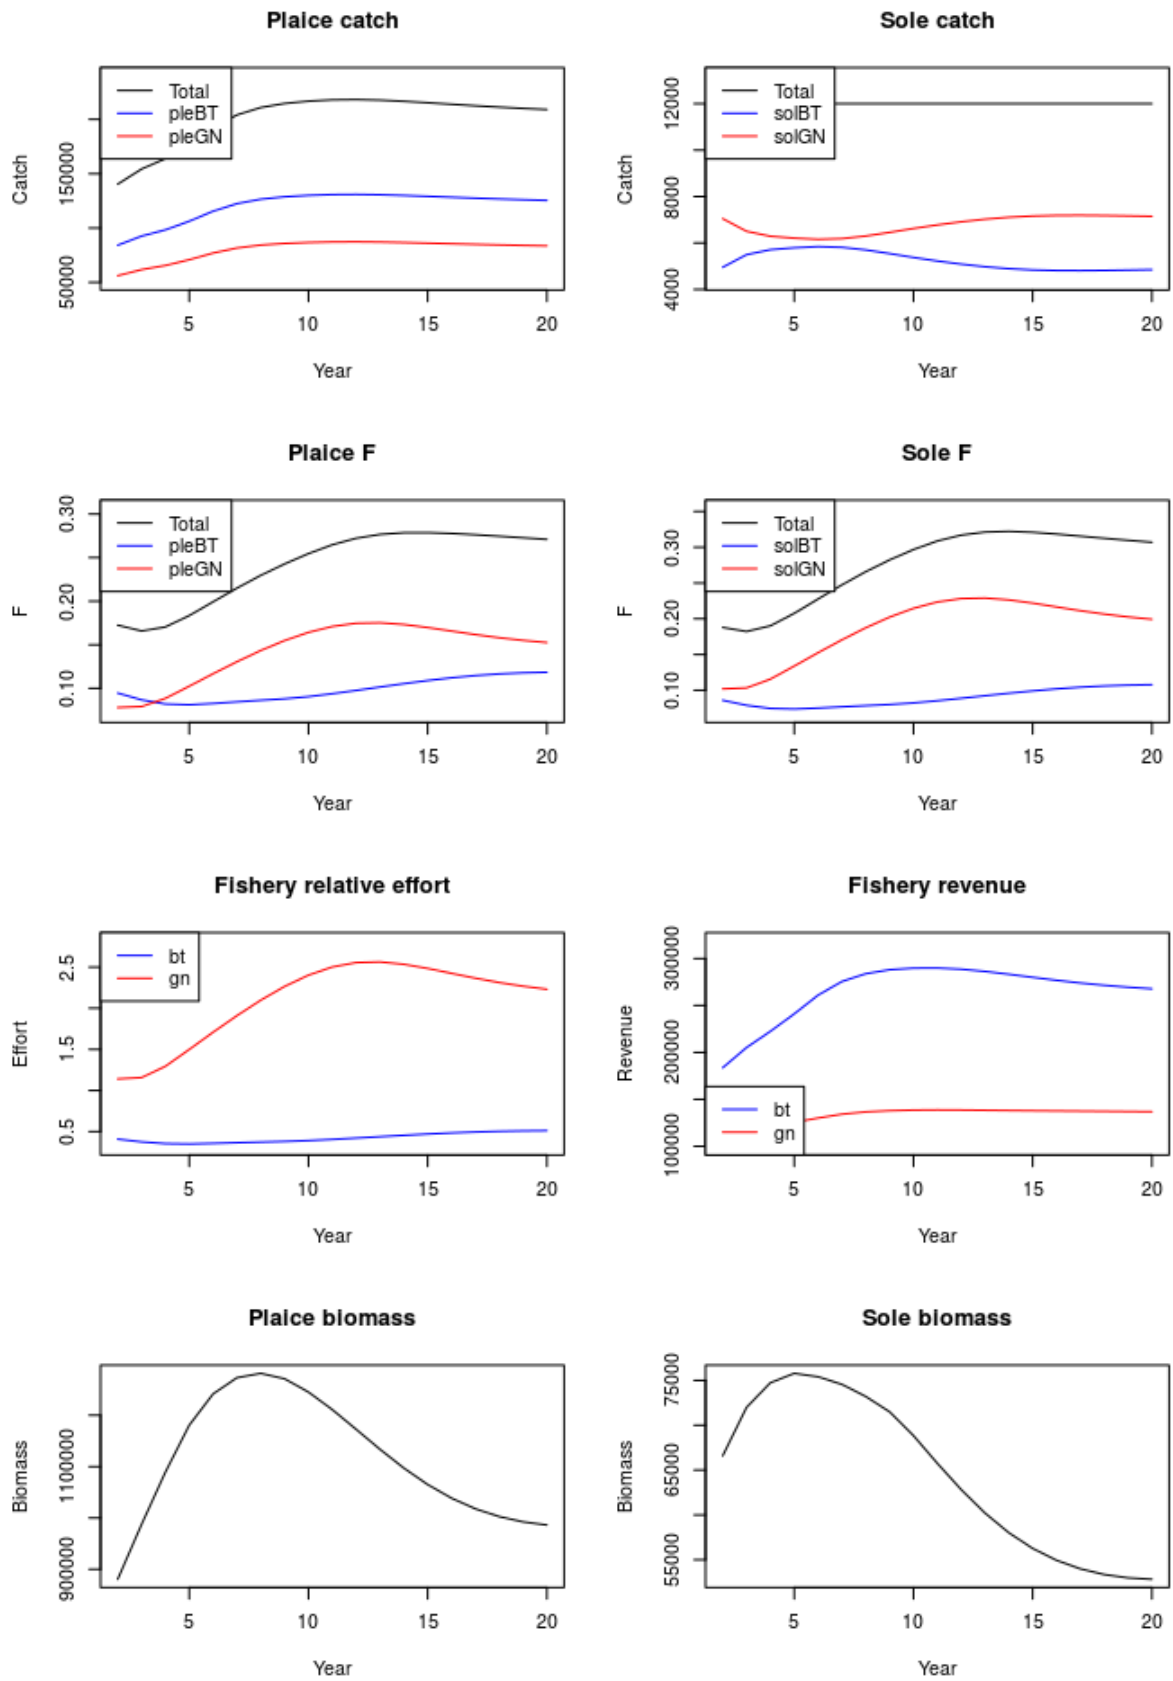 Plaice catch
Total
pleBT
pleGN
Catch
50000
150000
5
10
15
20
Year
Sole catch
Total
solBT
solGN
Catch
4000
8000
12000
5
10
15
20
Year
Plaice F
Total
pleBT
pleGN
F
0.10
0.20
0.30
5
10
15
20
Year
Sole F
Total
solBT
solGN
F
0.10
0.20
0.30
5
10
15
20
Year
Fishery relative effort
bt
gn
Effort
0.5
1.5
2.5
5
10
15
20
Year
Fishery revenue
bt
gn
Revenue
100000
200000
300000
5
10
15
20
Year
Plaice biomass
Biomass
900000
1100000
5
10
15
20
Year
Sole biomass
Biomass
55000
65000
75000
5
10
15
20
Year